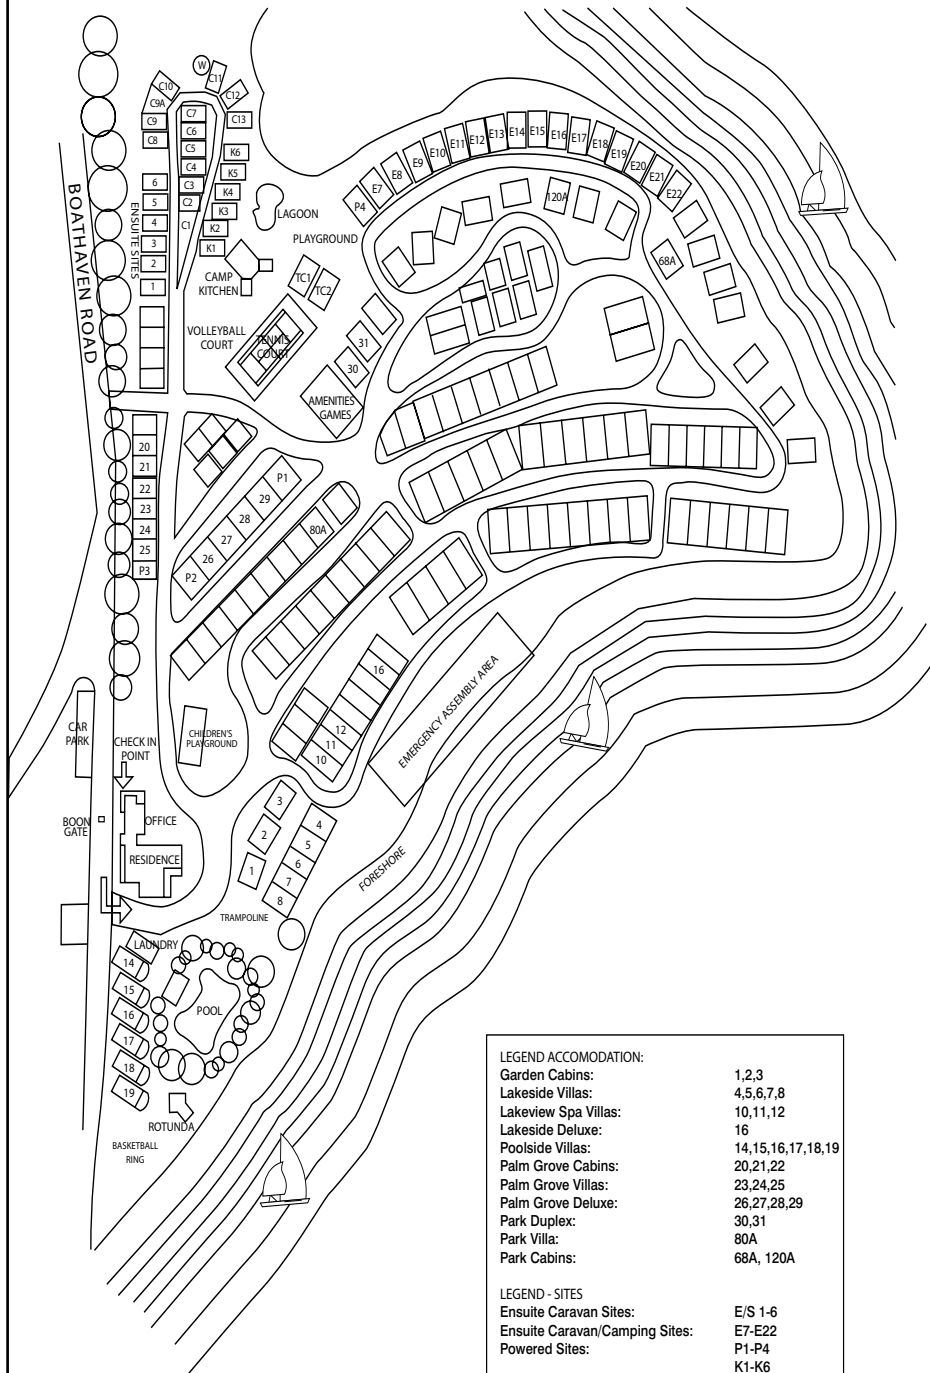 W
C11
C10
C12
C9A
C7
C13
C9
C6
C8
C5
K6
C4
K5
6
C3
K4
5
C2
K3
4
C1
K2
3
K1
2
1
ENSUITE SITES
BOATHAVEN ROAD
LAGOON
PLAYGROUND
CAMP
KITCHEN
TC1
TC2
VOLLEYBALL
COURT
TENNIS
COURT
31
30
AMENITIES
GAMES
P4
E7
E8
E9
E10
E11
E12
E13
E14
E15
E16
E17
E18
E19
E20
E21
E22
120A
68A
20
21
22
23
24
25
P3
P1
29
28
27
26
P2
80A
16
12
11
10
EMERGENCY ASSEMBLY AREA
CAR
PARK
CHECK IN
POINT
CHILDREN'S
PLAYGROUND
BOON
GATE
OFFICE
RESIDENCE
3
2
1
4
5
6
7
8
FORESHORE
TRAMPOLINE
LAUNDRY
14
15
16
17
18
19
POOL
ROTUNDA
BASKETBALL
RING
LEGEND ACCOMODATION:
Garden Cabins: 1,2,3
Lakeside Villas: 4,5,6,7,8
Lakeview Spa Villas: 10,11,12
Lakeside Deluxe: 16
Poolside Villas: 14,15,16,17,18,19
Palm Grove Cabins: 20,21,22
Palm Grove Villas: 23,24,25
Palm Grove Deluxe: 26,27,28,29
Park Duplex: 30,31
Park Villa: 80A
Park Cabins: 68A, 120A
LEGEND - SITES
Ensuite Caravan Sites: E/S 1-6
Ensuite Caravan/Camping Sites: E7-E22
Powered Sites: P1-P4
K1-K6